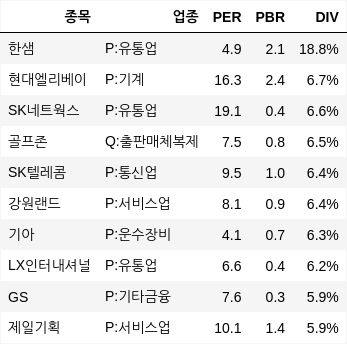 종목 업종 PER PBR DIV
한샘 P:유통업 4.9 2.1 18.8%
현대엘리베이 P:기계 16.3 2.4 6.7%
SK네트웍스 P:유통업 19.1 0.4 6.6%
골프존 Q:출판매체복제 7.5 0.8 6.5%
SK텔레콤 P:통신업 9.5 1.0 6.4%
강원랜드 P:서비스업 8.1 0.9 6.4%
기아 P:운수장비 4.1 0.7 6.3%
LX인터내셔널 P:유통업 6.6 0.4 6.2%
GS P:기타금융 7.6 0.3 5.9%
제일기획 P:서비스업 10.1 1.4 5.9%